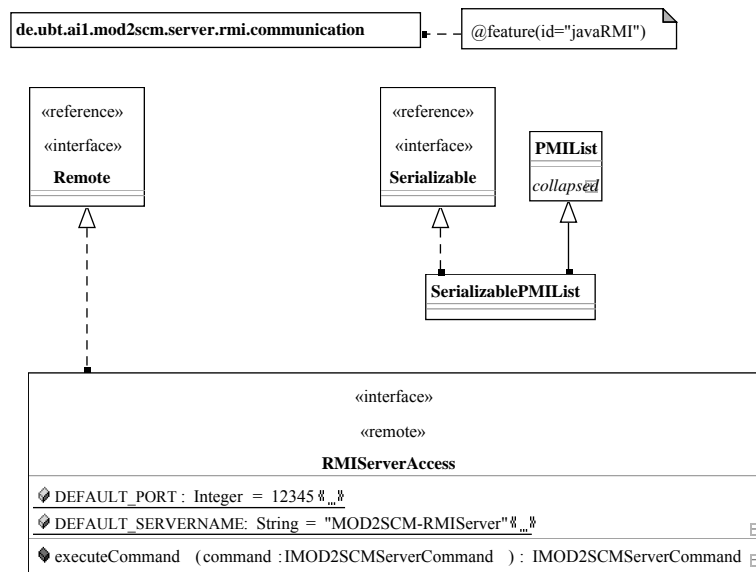 de.ubt.ai1.mod2scm.server.rmi.communication
@feature(id="javaRMI")
«reference»
«interface»
Remote
«reference»
«interface»
Serializable
PMIList
collapsed
SerializablePMIList
«interface»
«remote»
RMIServerAccess
DEFAULT_PORT : Integer = 12345 «...»
DEFAULT_SERVERNAME: String = "MOD2SCM-RMIServer" «...»
executeCommand (command :IMOD2SCMServerCommand ) : IMOD2SCMServerCommand